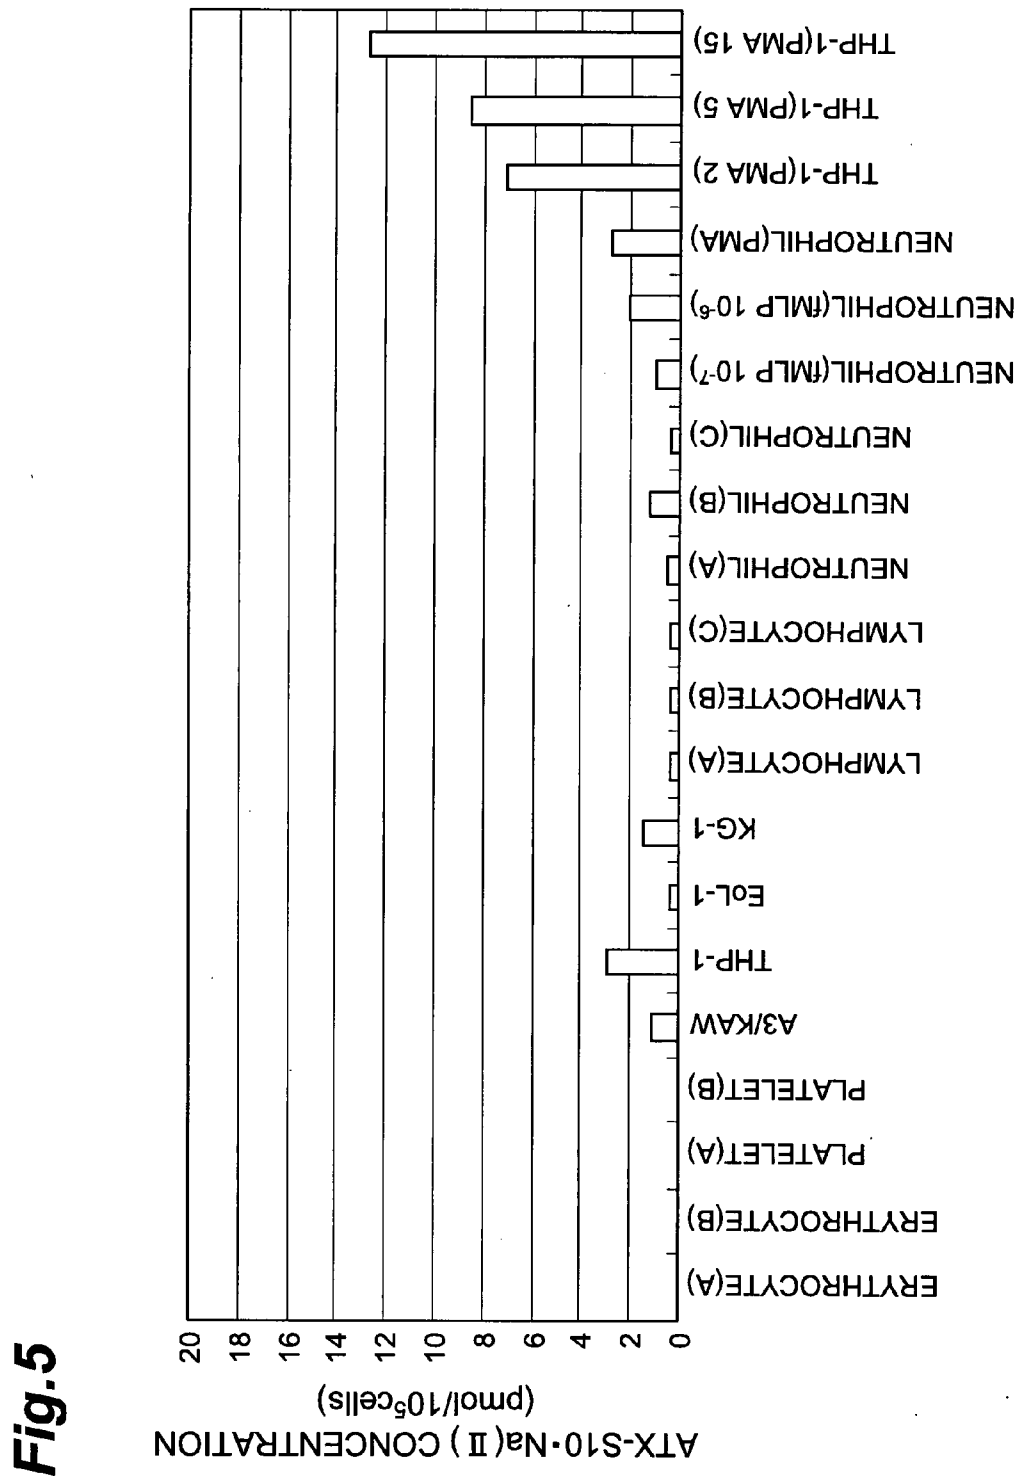 Fig.5
ATX-S10·Na(Ⅱ) CONCENTRATION
(pmol/10⁵cells)
20
18
16
14
12
10
8
6
4
2
0
ERYTHROCYTE(A)
ERYTHROCYTE(B)
PLATELET(A)
PLATELET(B)
A3/KAW
THP-1
EoL-1
KG-1
LYMPHOCYTE(A)
LYMPHOCYTE(B)
LYMPHOCYTE(C)
NEUTROPHIL(A)
NEUTROPHIL(B)
NEUTROPHIL(C)
NEUTROPHIL(fMLP 10⁻⁷)
NEUTROPHIL(fMLP 10⁻⁶)
NEUTROPHIL(PMA)
THP-1(PMA 2)
THP-1(PMA 5)
THP-1(PMA 15)